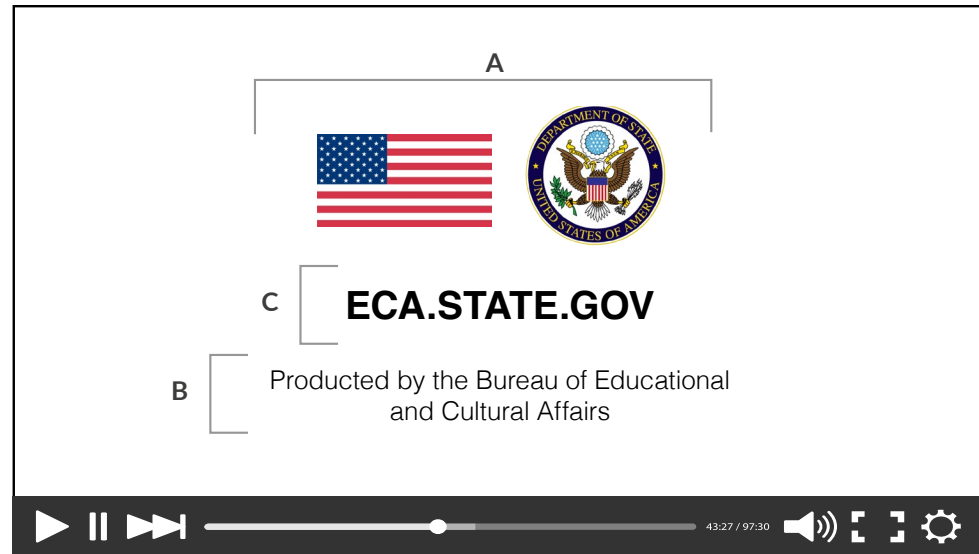 A
DEPARTMENT OF STATE
UNITED STATES OF AMERICA
C
ECA.STATE.GOV
B
Producted by the Bureau of Educational
and Cultural Affairs
43:27 / 97:30